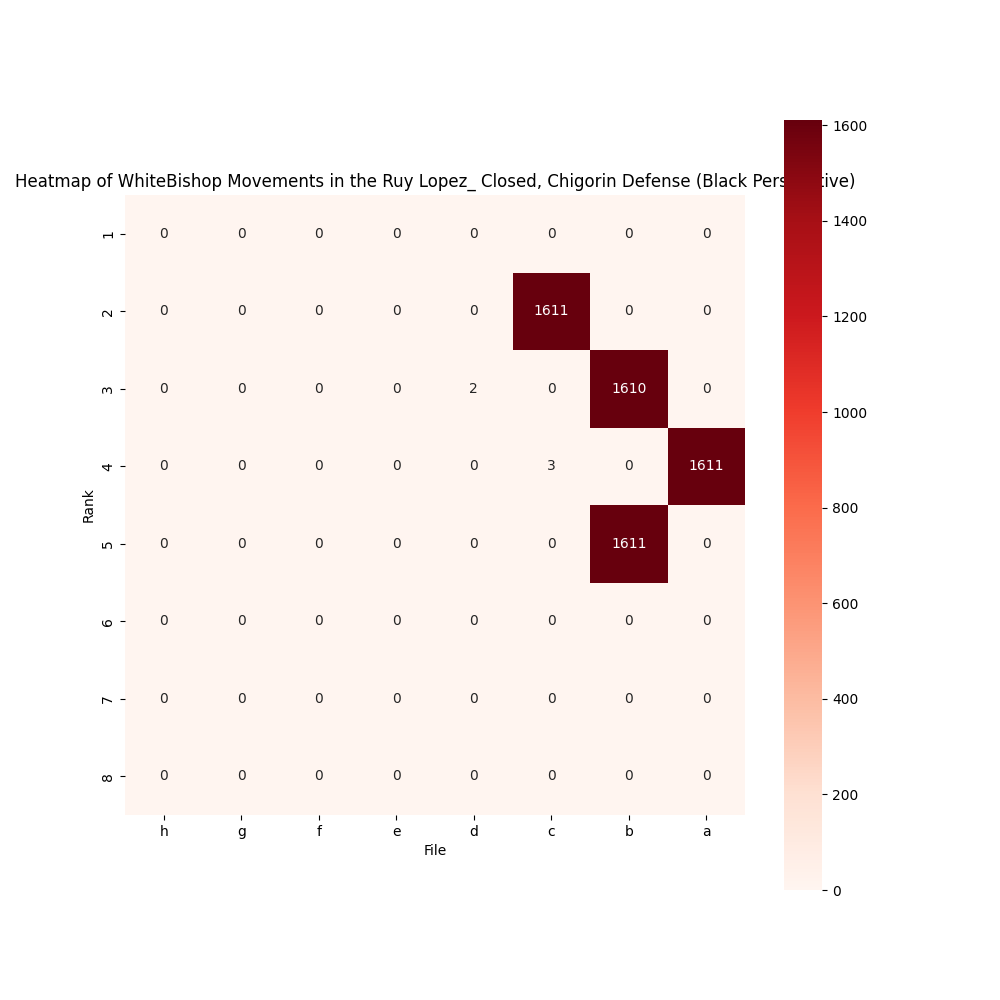 Heatmap of WhiteBishop Movements in the Ruy Lopez_ Closed, Chigorin Defense (Black Perspective)
1 0 0 0 0 0 0 0 0
2 0 0 0 0 0 1611 0 0
3 0 0 0 0 2 0 1610 0
4 0 0 0 0 0 3 0 1611
Rank
5 0 0 0 0 0 0 1611 0
6 0 0 0 0 0 0 0 0
7 0 0 0 0 0 0 0 0
8 0 0 0 0 0 0 0 0
h g f e d c b a
File
1600
1400
1200
1000
800
600
400
200
0